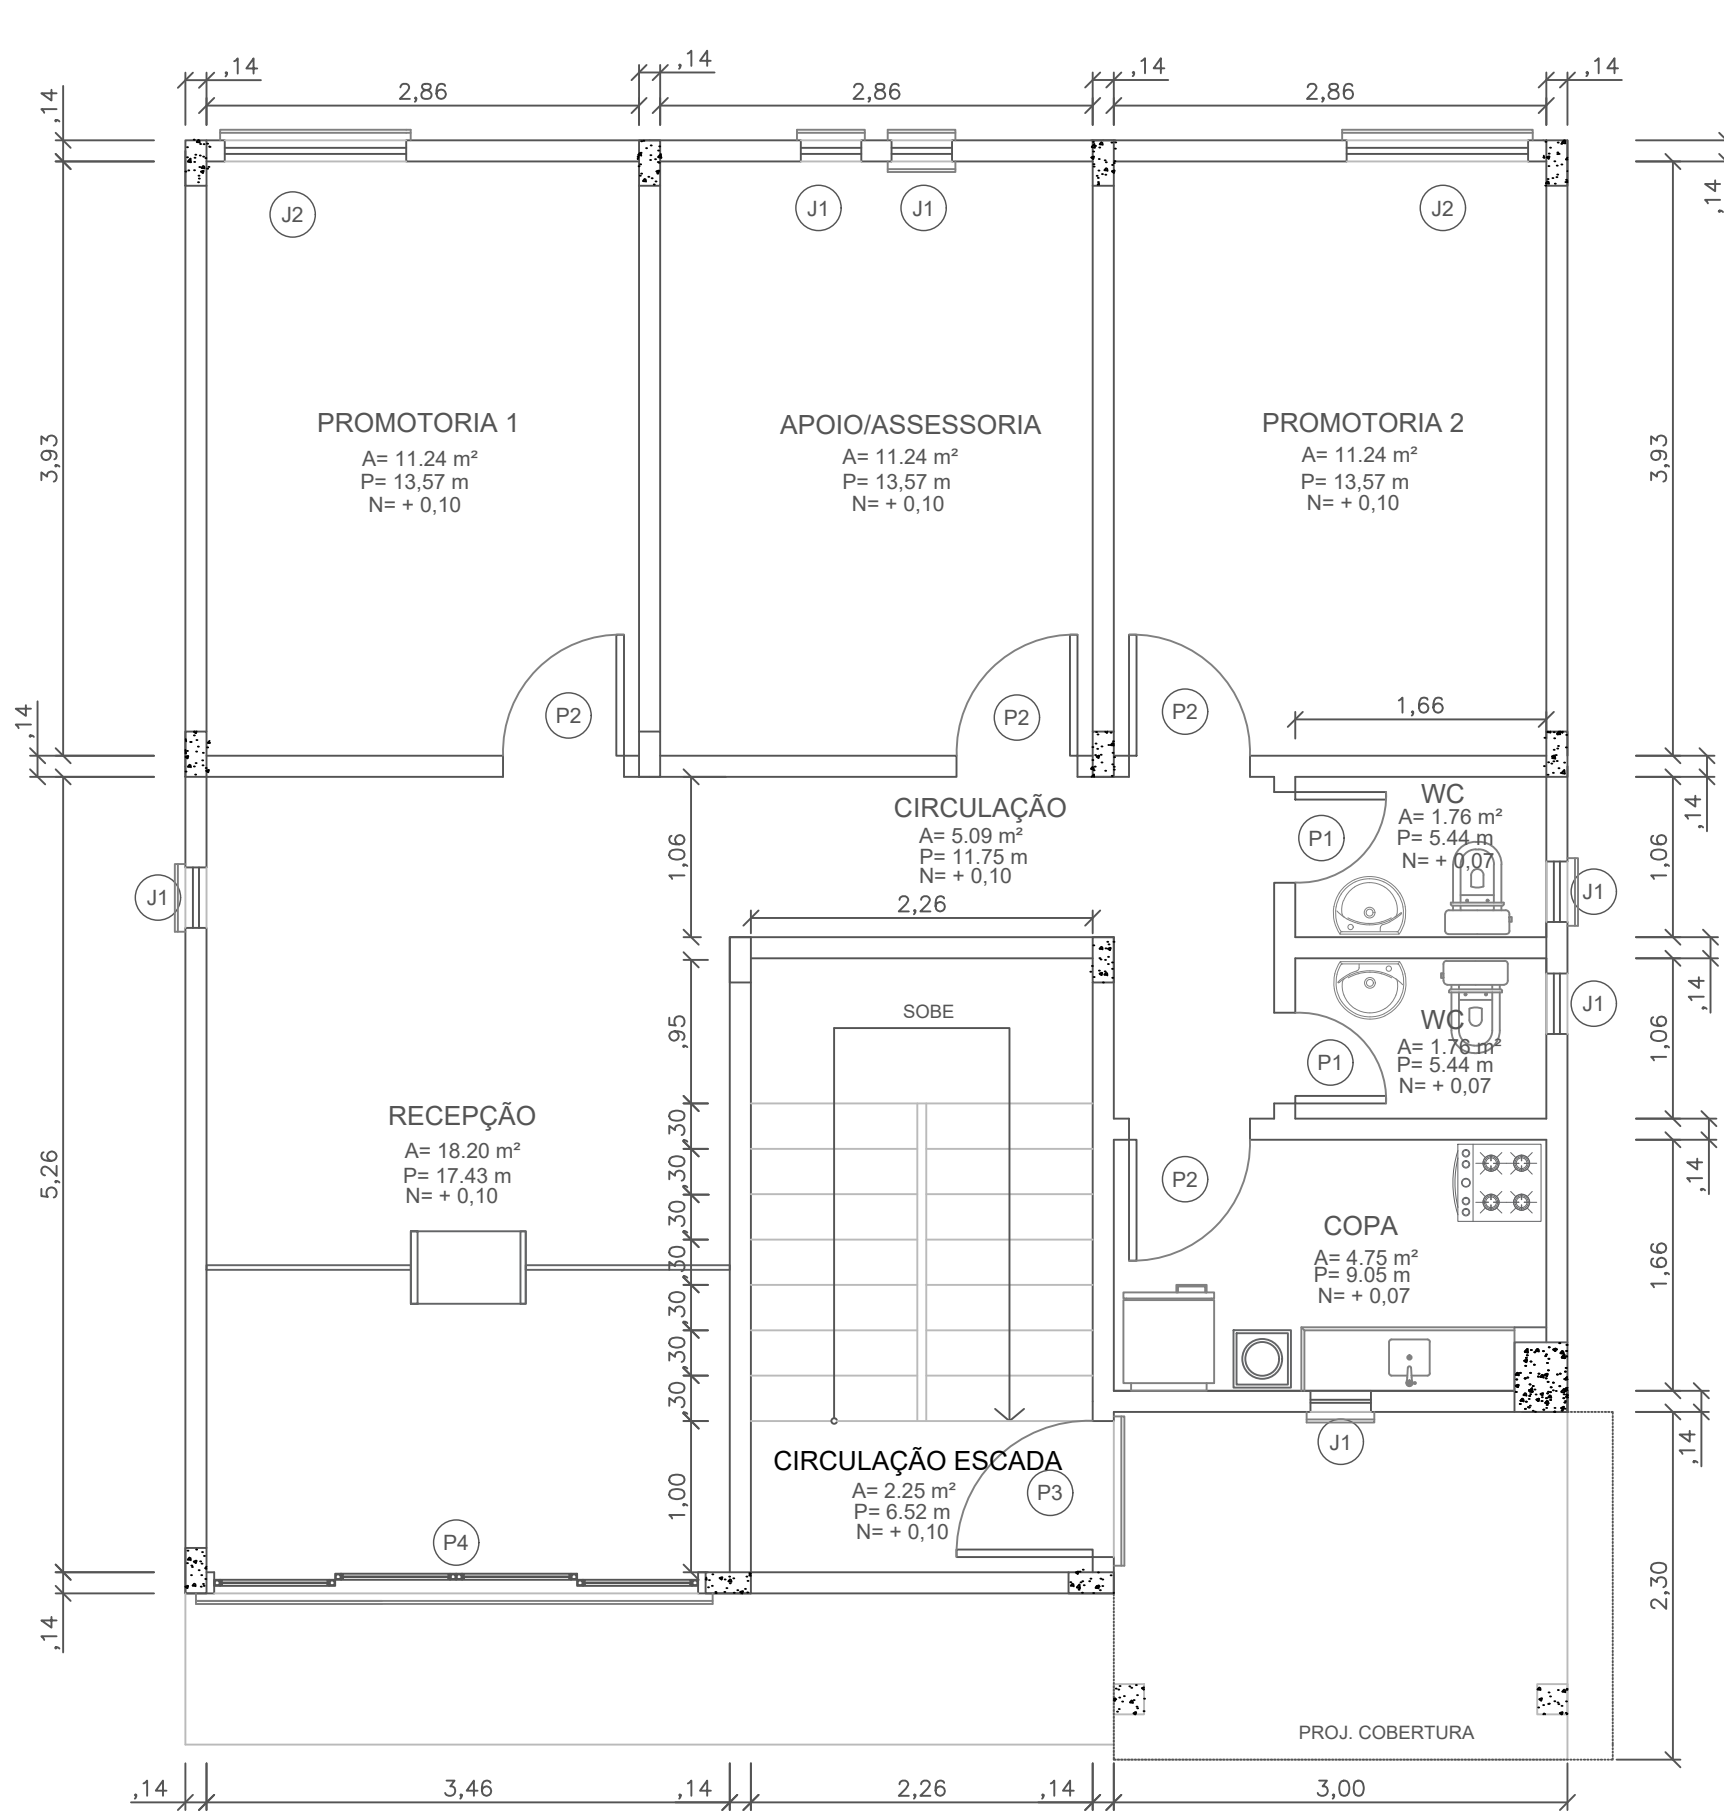 ,14
,14
,14
,14
,14
2,86
2,86
2,86
,14
J2
J1
J1
J2
PROMOTORIA 1
A= 11.24 m²
P= 13,57 m
N= + 0,10
APOIO/ASSESSORIA
A= 11.24 m²
P= 13,57 m
N= + 0,10
PROMOTORIA 2
A= 11.24 m²
P= 13,57 m
N= + 0,10
3,93
3,93
P2
P2
P2
1,66
,14
,14
CIRCULAÇÃO
A= 5.09 m²
P= 11.75 m
N= + 0,10
P1
WC
A= 1.76 m²
P= 5.44 m
N= + 0,07
1,06
1,06
J1
J1
2,26
,14
SOBE
,95
J1
WC
A= 1.76 m²
P= 5.44 m
N= + 0,07
P1
1,06
RECEPÇÃO
A= 18.20 m²
P= 17.43 m
N= + 0,10
5,26
,30
,30
,30
,30
,30
,30
,30
P2
,14
COPA
A= 4.75 m²
P= 9.05 m
N= + 0,07
1,66
J1
,14
CIRCULAÇÃO ESCADA
A= 2.25 m²
P= 6.52 m
N= + 0,10
P3
1,00
P4
,14
2,30
PROJ. COBERTURA
,14
3,46
,14
2,26
,14
3,00